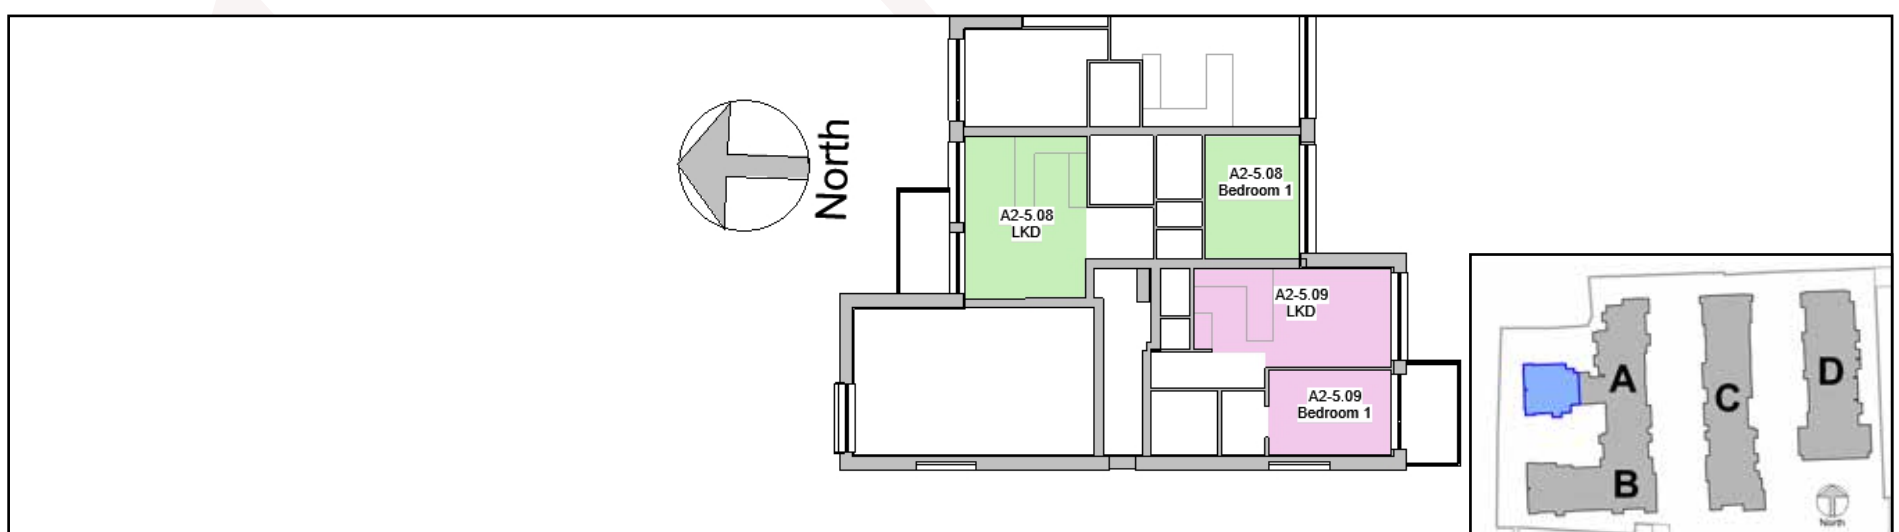 North
A2-5.08
Bedroom 1
A2-5.08
LKD
A2-5.09
LKD
A2-5.09
Bedroom 1
A
B
C
D
North